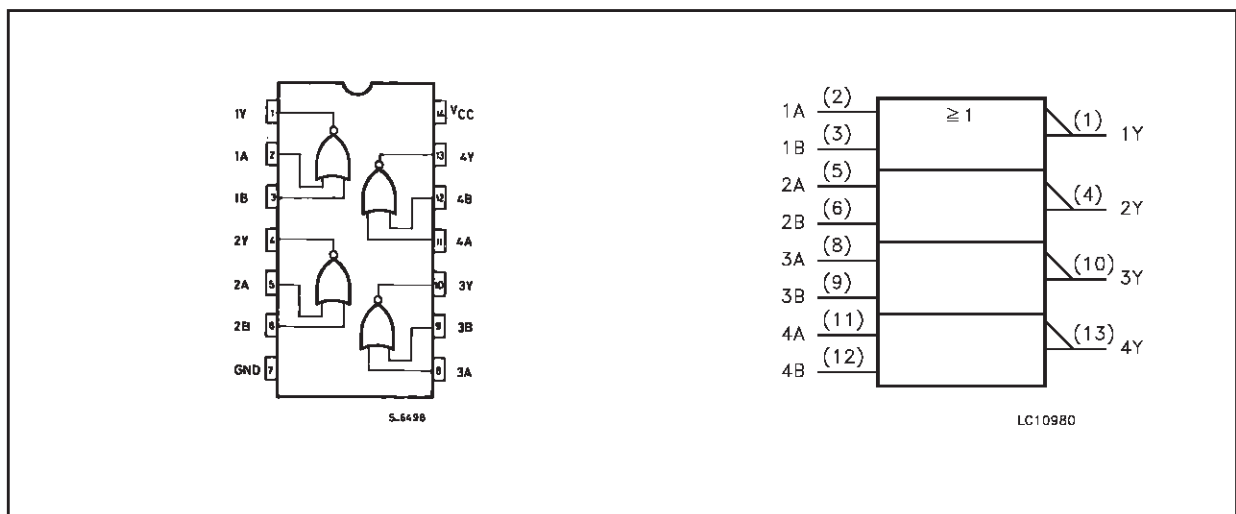 1Y 1 14 VCC
1A 2 13 4Y
1B 3 12 4B
2Y 4 11 4A
2A 5 10 3Y
2B 6 9 3B
GND 7 8 3A
S-6498
≧1
1A (2)
1B (3)
(1) 1Y
2A (5)
2B (6)
(4) 2Y
3A (8)
3B (9)
(10) 3Y
4A (11)
4B (12)
(13) 4Y
LC10980